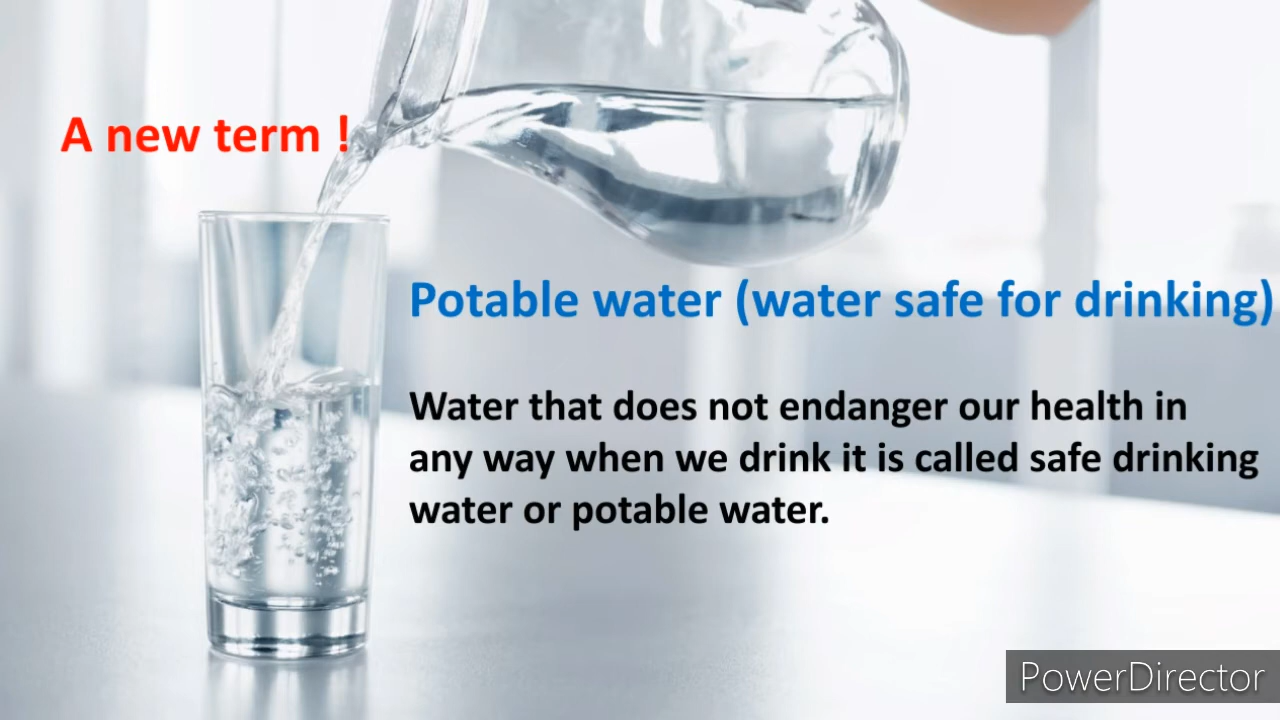 A new term !
Potable water (water safe for drinking)
Water that does not endanger our health in
any way when we drink it is called safe drinking
water or potable water.
PowerDirector